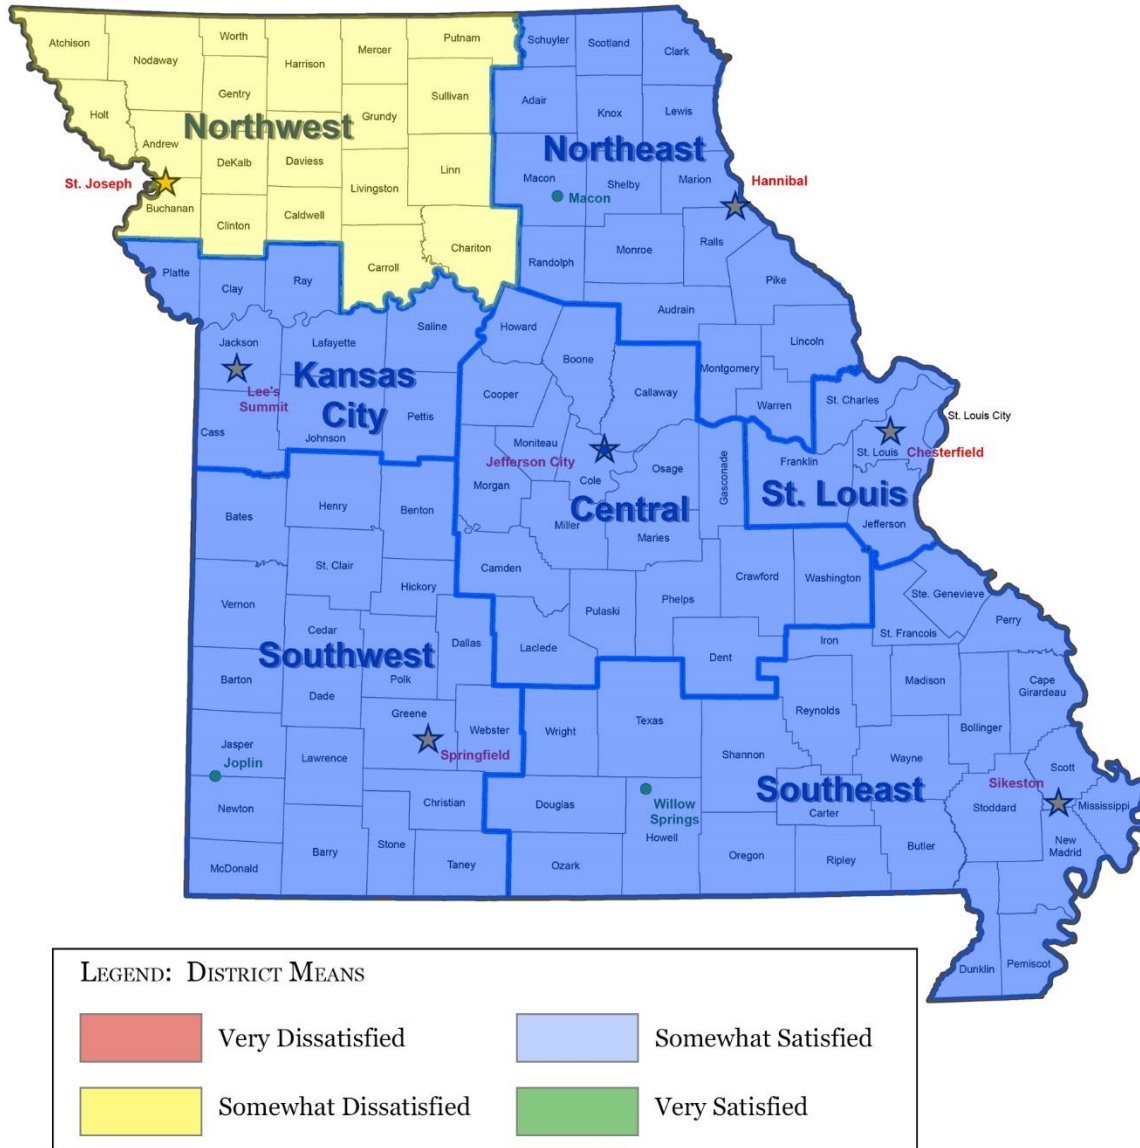 Atchison
Nodaway
Worth
Harrison
Mercer
Putnam
Schuyler
Scotland
Clark
Holt
Andrew
Gentry
Grundy
Sullivan
Adair
Knox
Lewis
Northwest
Northeast
St. Joseph
DeKalb
Daviess
Livingston
Linn
Macon
Macon
Shelby
Marion
Hannibal
Buchanan
Clinton
Caldwell
Carroll
Chariton
Randolph
Monroe
Ralls
Pike
Platte
Clay
Ray
Saline
Howard
Boone
Audrain
Lincoln
Jackson
Lafayette
Kansas
City
Lee's
Summit
Cass
Johnson
Pettis
Cooper
Callaway
Montgomery
Warren
St. Charles
St. Louis City
Moniteau
Jefferson City
Morgan
Cole
Osage
Gasconade
Franklin
St. Louis
Chesterfield
St. Louis
Jefferson
Central
Miller
Maries
Bates
Henry
Benton
St. Clair
Hickory
Camden
Pulaski
Phelps
Crawford
Washington
Ste. Genevieve
Vernon
Cedar
Southwest
Dallas
Polk
Laclede
Dent
Iron
St. Francois
Perry
Barton
Dade
Greene
Webster
Springfield
Wright
Texas
Shannon
Reynolds
Madison
Bollinger
Cape
Girardeau
Jasper
Joplin
Lawrence
Christian
Newton
Douglas
Willow
Springs
Howell
Southeast
Wayne
Carter
Sikeston
Scott
Stoddard
Mississippi
New
Madrid
McDonald
Barry
Stone
Taney
Ozark
Oregon
Ripley
Butler
Dunklin
Pemiscot
LEGEND: DISTRICT MEANS
Very Dissatisfied
Somewhat Satisfied
Somewhat Dissatisfied
Very Satisfied